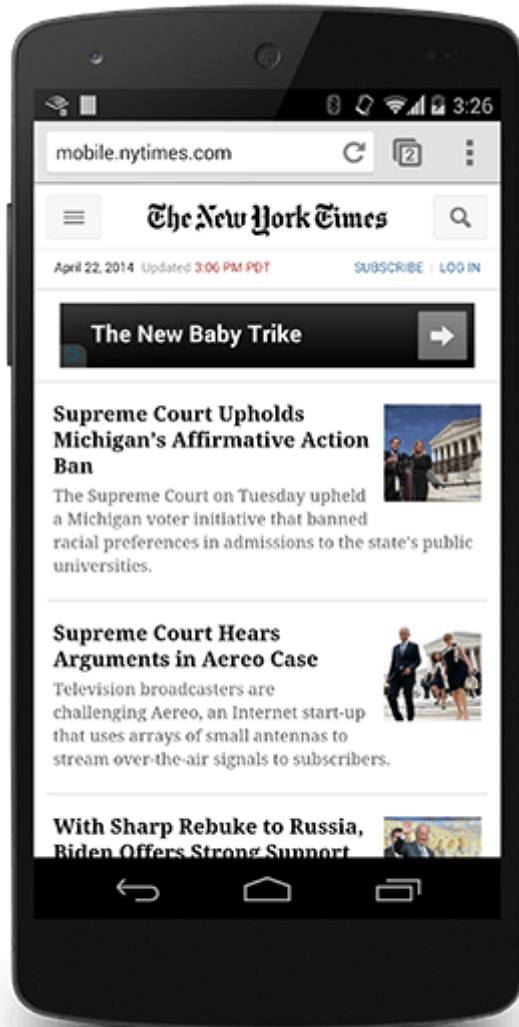 3:26
mobile.nytimes.com
2
The New York Times
April 22, 2014 Updated 3:06 PM PDT SUBSCRIBE | LOG IN
The New Baby Trike
Supreme Court Upholds
Michigan's Affirmative Action
Ban
The Supreme Court on Tuesday upheld
a Michigan voter initiative that banned
racial preferences in admissions to the state's public
universities.
Supreme Court Hears
Arguments in Aereo Case
Television broadcasters are
challenging Aereo, an Internet start-up
that uses arrays of small antennas to
stream over-the-air signals to subscribers.
With Sharp Rebuke to Russia,
Biden Offers Strong Support